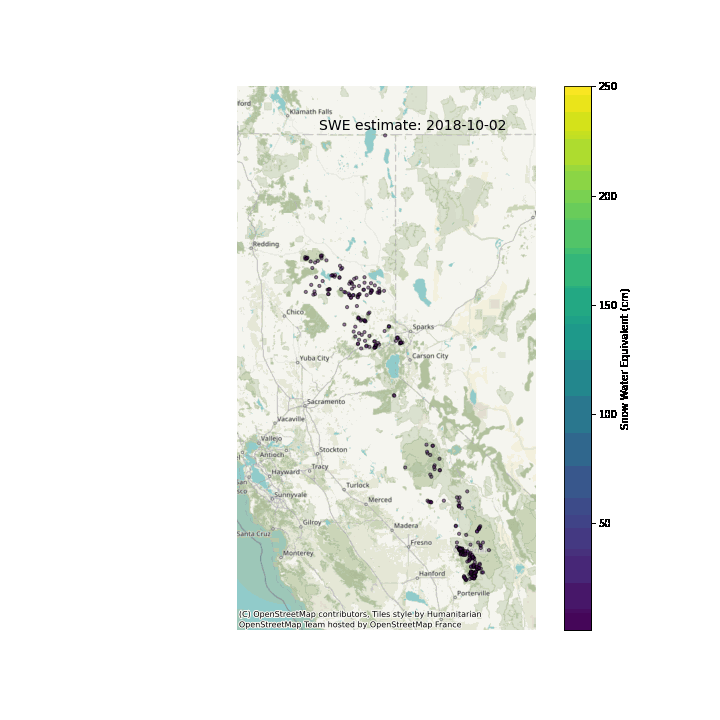 ford
Klamath Falls
SWE estimate: 2018-10-02
Redding
Chico
Sparks
Carson City
Yuba City
Sacramento
Vacaville
Vallejo
Antioch
Stockton
Tracy
Hayward
an
sco
Sunnyvale
Turlock
Merced
Gilroy
Madera
Santa Cruz
Fresno
Monterey
Hanford
Porterville
(C) OpenStreetMap contributors, Tiles style by Humanitarian
OpenStreetMap Team hosted by OpenStreetMap France
250
200
150
100
50
Snow Water Equivalent (cm)